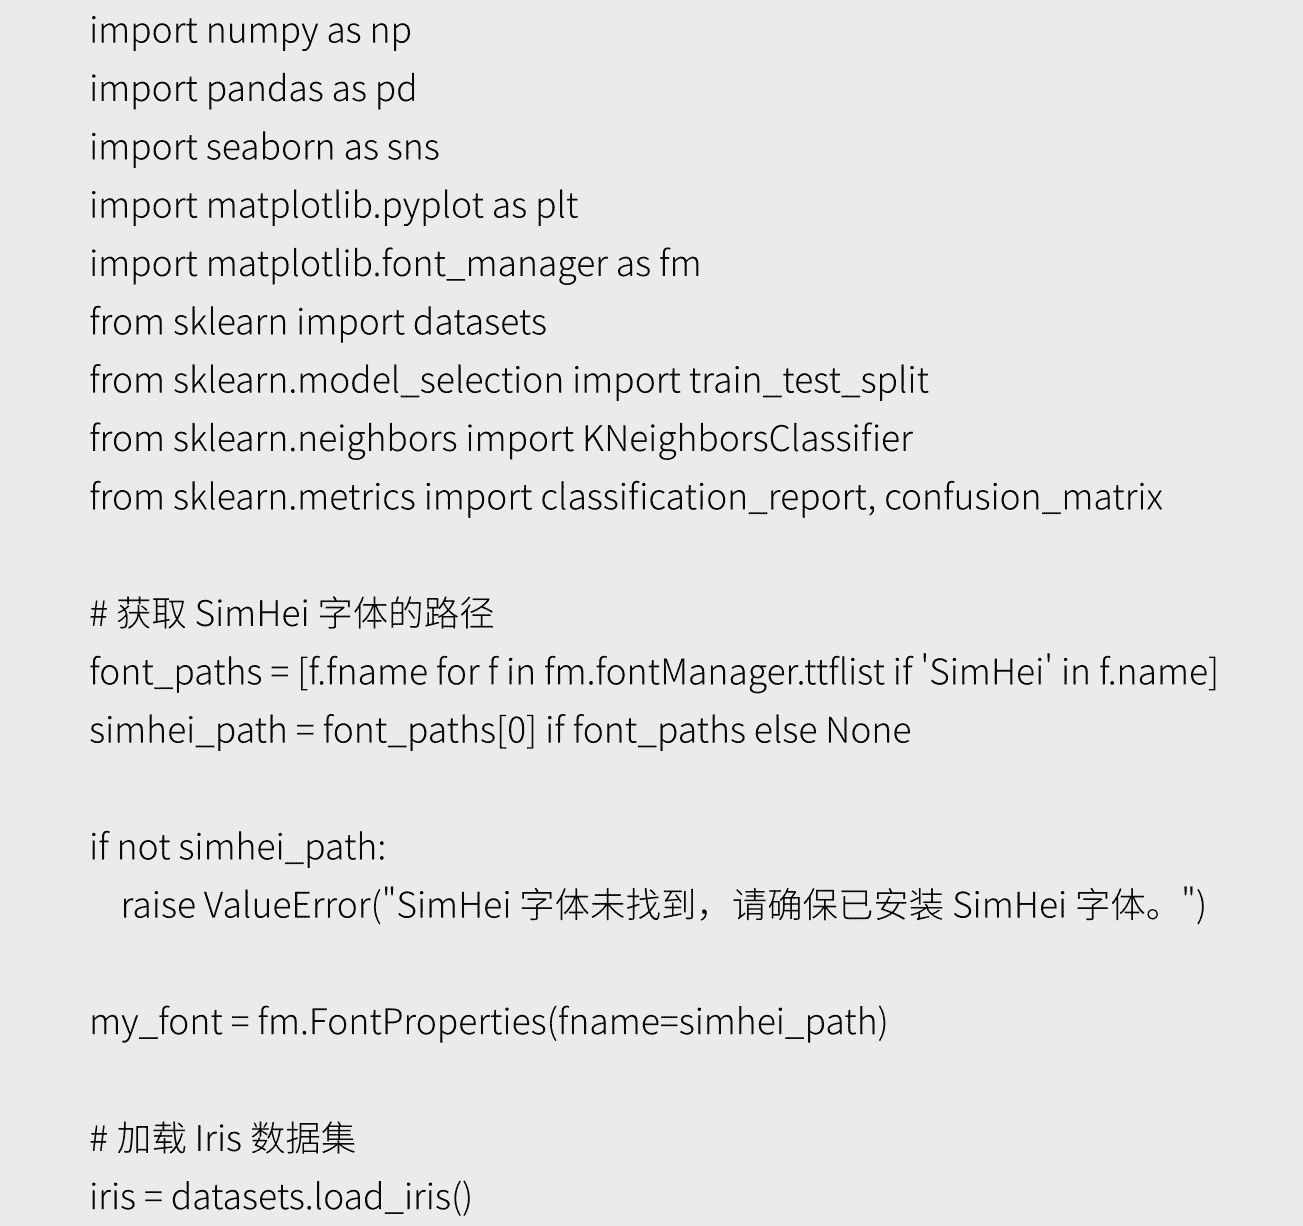 import numpy as np
import pandas as pd
import seaborn as sns
import matplotlib.pyplot as plt
import matplotlib.font_manager as fm
from sklearn import datasets
from sklearn.model_selection import train_test_split
from sklearn.neighbors import KNeighborsClassifier
from sklearn.metrics import classification_report, confusion_matrix
# 获取 SimHei 字体的路径
font_paths = [f.fname for f in fm.fontManager.ttflist if 'SimHei' in f.name]
simhei_path = font_paths[0] if font_paths else None
if not simhei_path:
    raise ValueError("SimHei 字体未找到，请确保已安装 SimHei 字体。")
my_font = fm.FontProperties(fname=simhei_path)
# 加载 Iris 数据集
iris = datasets.load_iris()